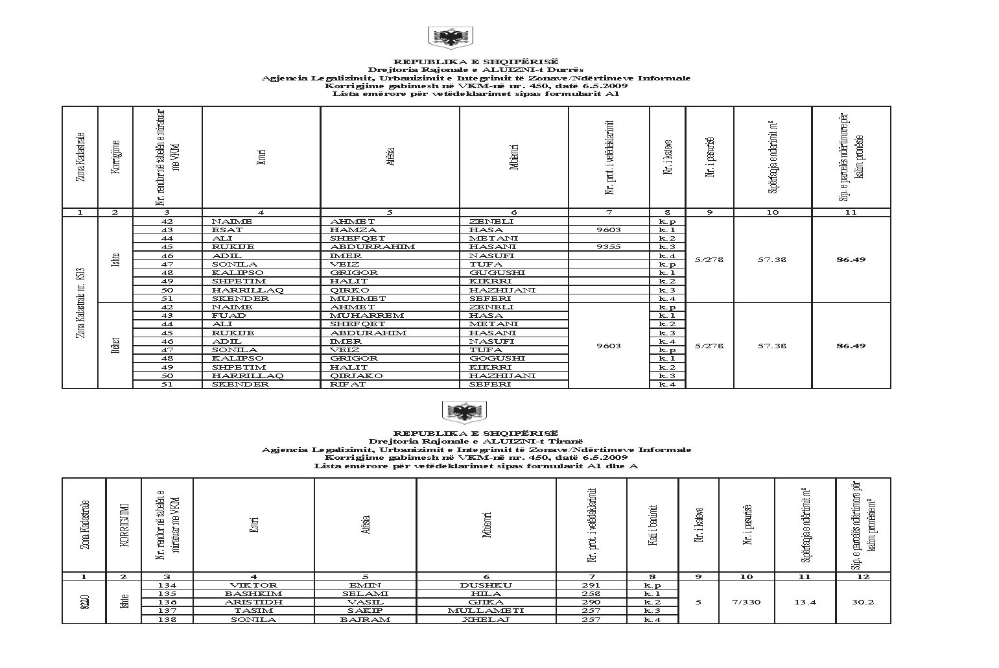 REPUBLIKA E SHQIPËRISË
Drejtoria Rajonale e ALUIZNI-t Durrës
Agjencia Legalizimit, Urbanizimit e Integrimit të Zonave/Ndërtimeve Informale
Korrigjime gabimesh në VKM-në nr. 450, datë 6.5.2009
Lista emërore për vetëdeklarimet sipas formularit A1
Zona Kadastrale
Korrigjime
Nr. rendor në tabelën e miratuar
me VKM
Emri
Atësia
Mbiemri
Nr. prot. i vetëdeklarimit
Nr. i kateve
Nr. i pasurisë
Sipërfaqja e nderimit m²
Sip. e parcelës ndërtimore për
kalim pronësie
1 2 3 4 5 6 7 8 9 10 11
Zona Kadastrale nr. 8513
Ishte
42 NAIME AHMET ZENELI k.p
43 ESAT HAMZA HASA 9603 k.1
44 ALI SHEFQET METANI k.2
45 RUKIJE ABDURRAHIM HASANI 9355 k.3
46 ADIL IMER NASUFI k.4
5/278 57.38 86.49
47 SONILA VEIZ TUFA k.p
48 KALIPSO GRIGOR GUGUSHI k.1
49 SHPETIM HALIT KIKRRI k.2
50 HARRILLAQ QIRKO HAZHIJANI k.3
51 SKENDER MUHMET SEFERI k.4
Bëhet
42 NAIME AHMET ZENELI k.p
43 FUAD MUHARREM HASA k.1
44 ALI SHEFQET METANI k.2
45 RUKIJE ABDURAHIM HASANI k.3
46 ADIL IMER NASUFI k.4
9603 5/278 57.38 86.49
47 SONILA VEIZ TUFA k.p
48 KALIPSO GRIGOR GOGUSHI k.1
49 SHPETIM HALIT KIKRRI k.2
50 HARRILLAQ QIRJAKO HAZHIJANI k.3
51 SKENDER RIFAT SEFERI k.4
REPUBLIKA E SHQIPËRISË
Drejtoria Rajonale e ALUIZNI-t Tiranë
Agjencia Legalizimit, Urbanizimit e Integrimit të Zonave/Ndërtimeve Informale
Korrigjime gabimesh në VKM-në nr. 450, datë 6.5.2009
Lista emërore për vetëdeklarimet sipas formularit A1 dhe A
Zona Kadastrale
KORRIGJIMI
Nr. rendor në tabelën e
miratuar me VKM
Emri
Atësia
Mbiemri
Nr. prot. i vetëdeklarimit
Kati i banimit
Nr. i kateve
Nr. i pasurisë
Sipërfaqja e ndërtimit m²
Sip. e parcelës ndërtimore për
kalim pronësie m²
1 2 3 4 5 6 7 8 9 10 11 12
8220
Ishte
134 VIKTOR EMIN DUSHKU 291 k.p
135 BASHKIM SELAMI HILA 258 k.1
136 ARISTIDH VASIL GJIKA 290 k.2 5 7/330 13.4 30.2
137 TASIM SAKIP MULLAMETI 257 k.3
138 SONILA BAJRAM XHELAJ 257 k.4